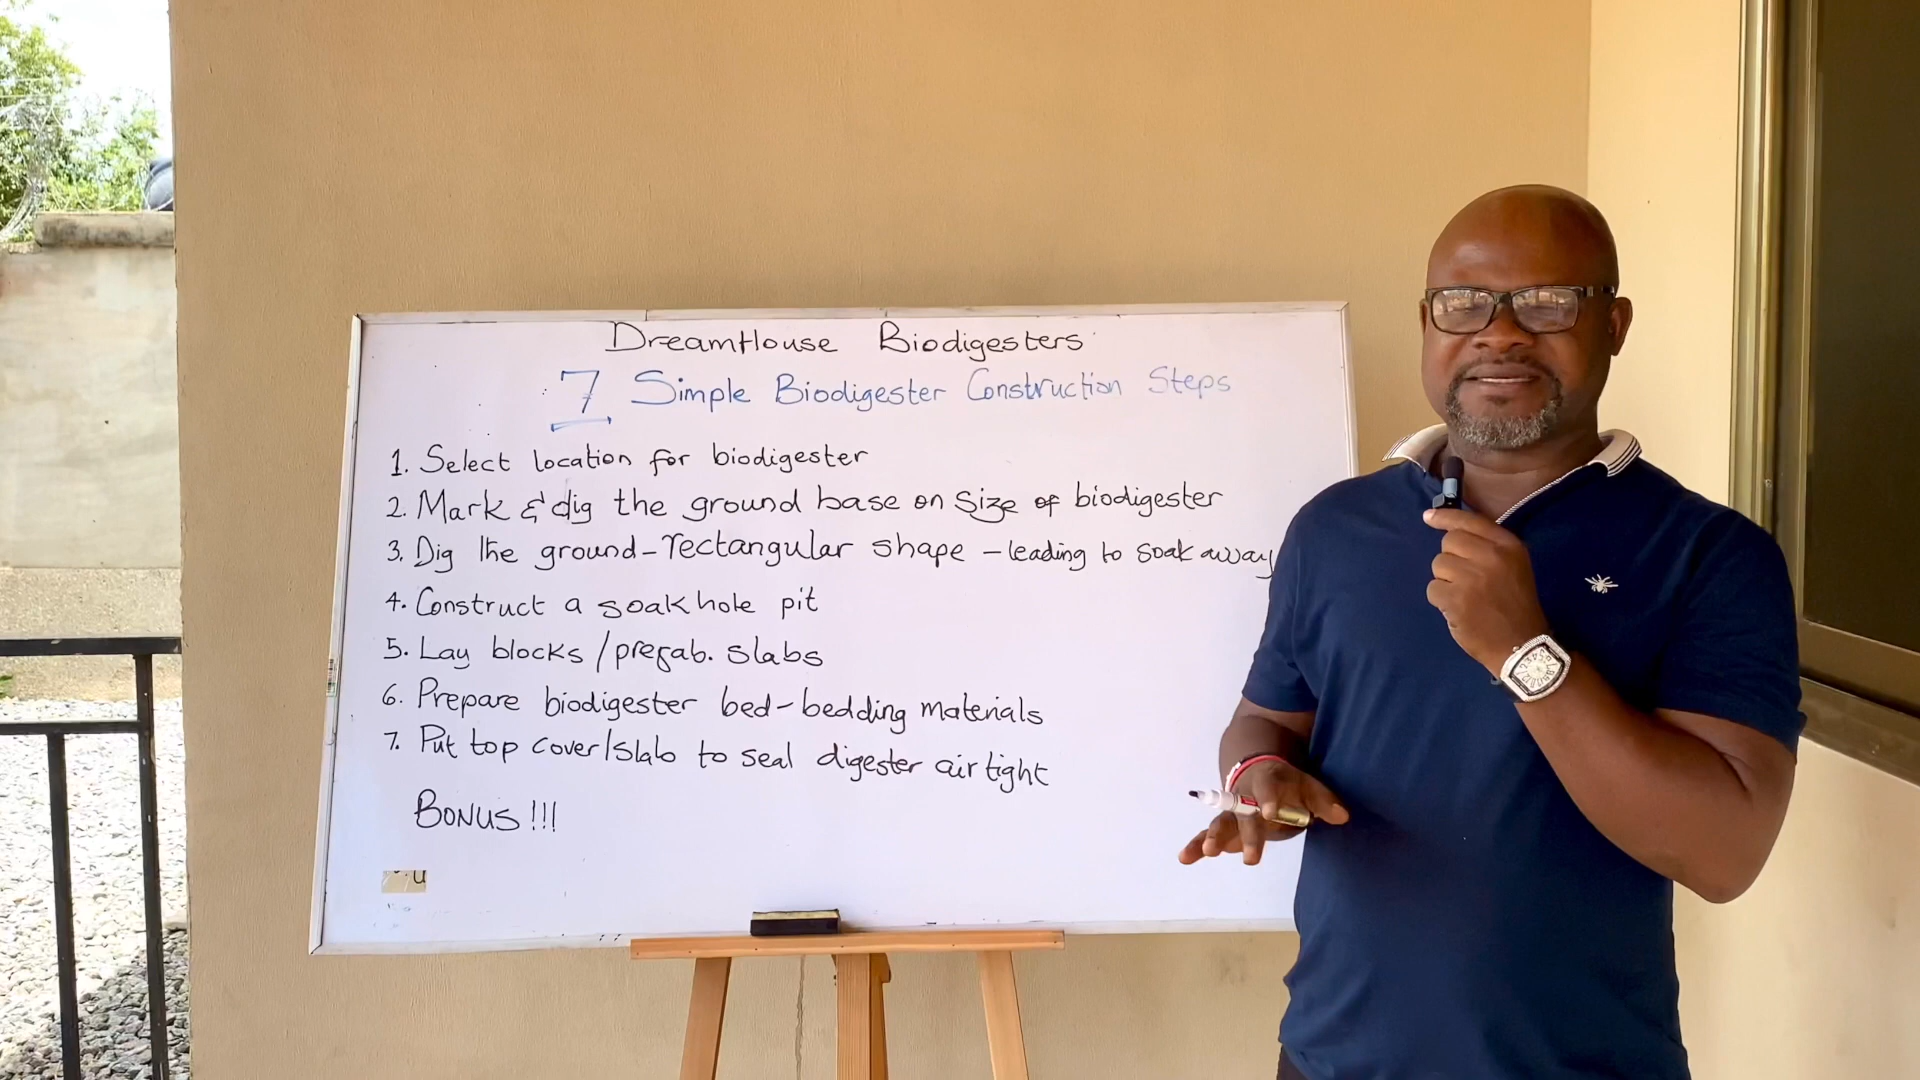 DreamHouse Biodigesters
7 Simple Biodigester Construction Steps
1. Select location for biodigester
2. Mark & dig the ground base on size of biodigester
3. Dig the ground - rectangular shape - leading to soak away
4. Construct a soak hole pit
5. Lay blocks / prefab. slabs
6. Prepare biodigester bed - bedding materials
7. Put top cover/slab to seal digester air tight
BONUS !!!